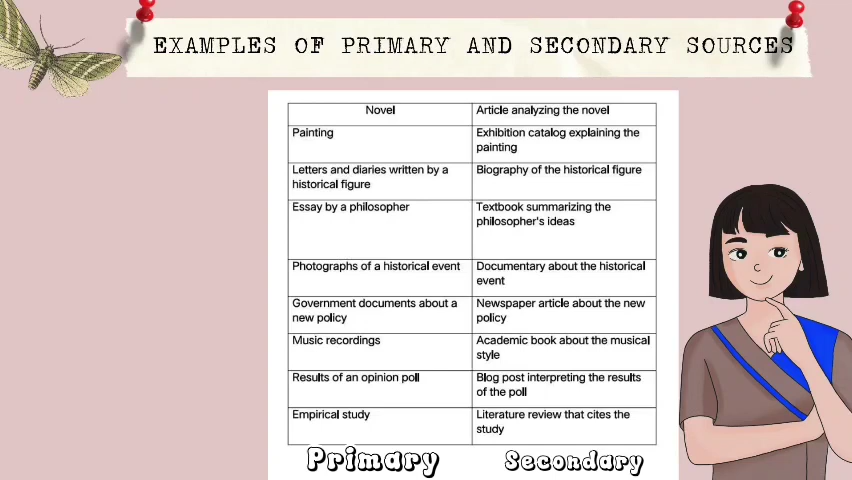 EXAMPLES OF PRIMARY AND SECONDARY SOURCES
Novel
Article analyzing the novel
Painting
Exhibition catalog explaining the
painting
Letters and diaries written by a
historical figure
Biography of the historical figure
Essay by a philosopher
Textbook summarizing the
philosopher's ideas
Photographs of a historical event
Documentary about the historical
event
Government documents about a
new policy
Newspaper article about the new
policy
Music recordings
Academic book about the musical
style
Results of an opinion poll
Blog post interpreting the results
of the poll
Empirical study
Literature review that cites the
study
Primary
Secondary